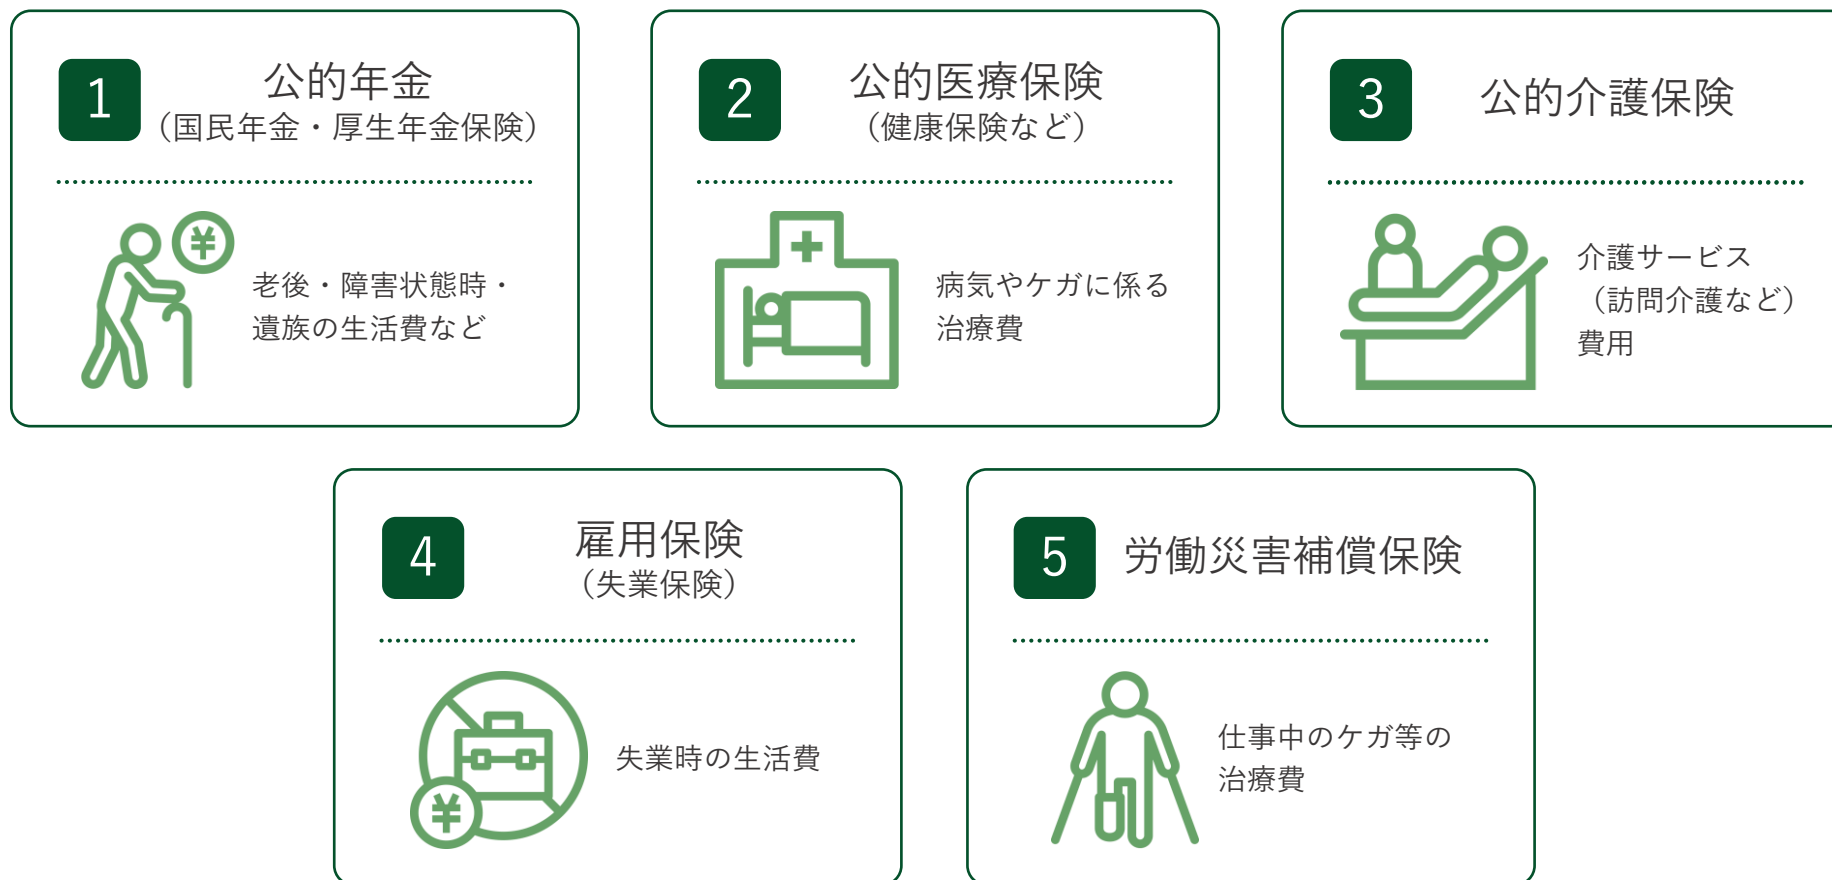 1
公的年金
（国民年金・厚生年金保険）
¥
老後・障害状態時・
遺族の生活費など
2
公的医療保険
（健康保険など）
病気やケガに係る
治療費
3
公的介護保険
介護サービス
（訪問介護など）
費用
4
雇用保険
（失業保険）
¥
失業時の生活費
5
労働災害補償保険
仕事中のケガ等の
治療費